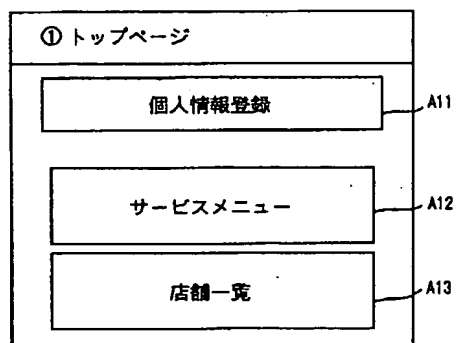 ① トップページ
個人情報登録
A11
サービスメニュー
A12
店舗一覧
A13